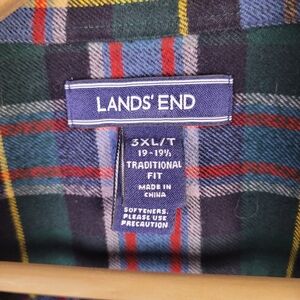 LANDS' END
3XL/T
19-19½
TRADITIONAL
FIT
MADE IN
CHINA
SOFTENERS.
PLEASE USE
PRECAUTION